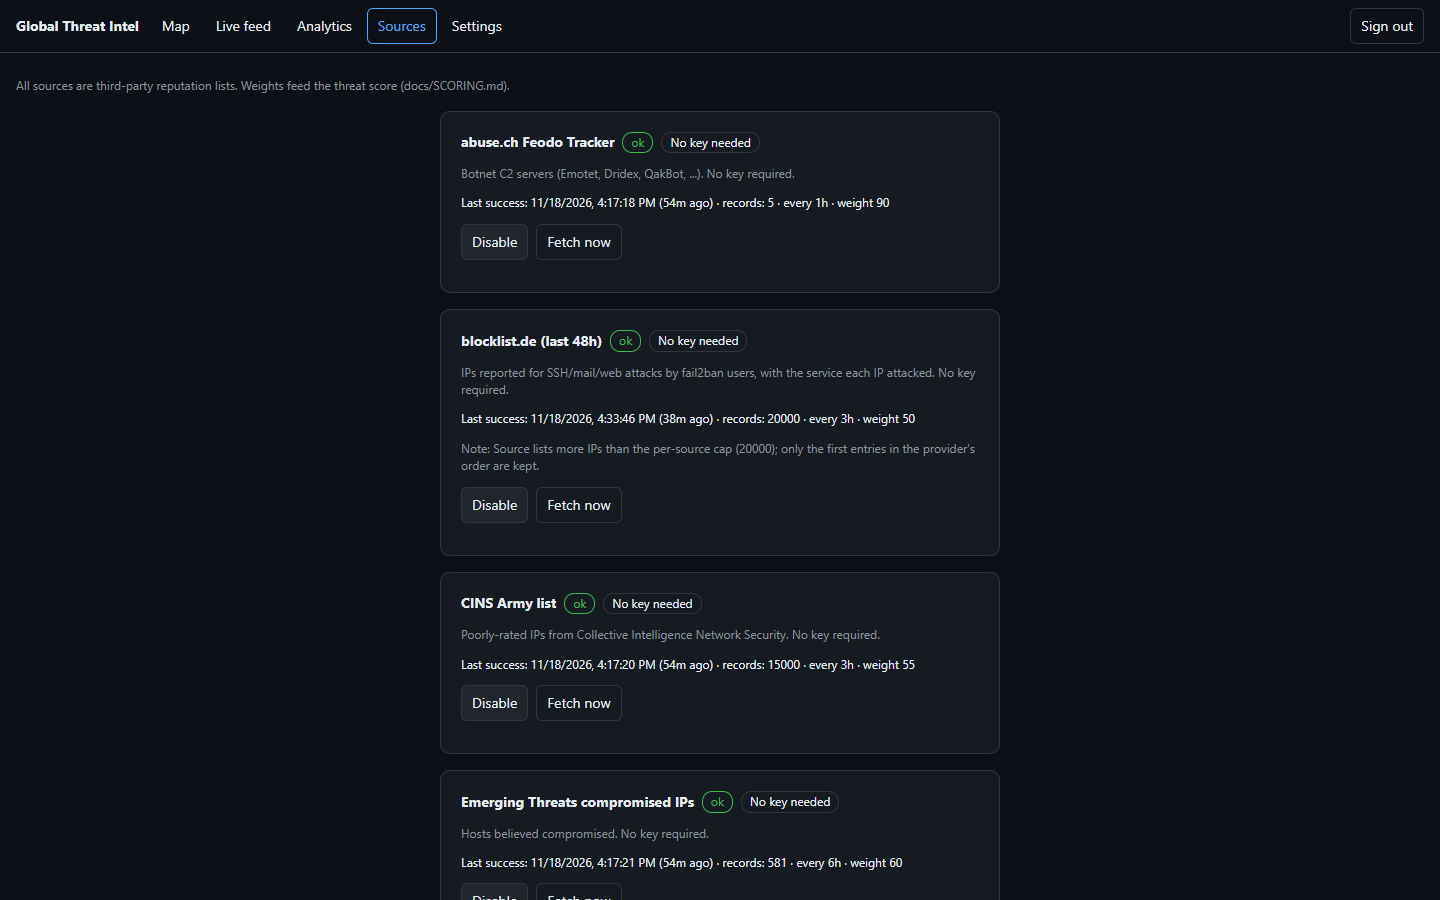 Global Threat Intel Map Live feed Analytics Sources Settings Sign out
All sources are third-party reputation lists. Weights feed the threat score (docs/SCORING.md).
abuse.ch Feodo Tracker ok No key needed
Botnet C2 servers (Emotet, Dridex, QakBot, ...). No key required.
Last success: 11/18/2026, 4:17:18 PM (54m ago) · records: 5 · every 1h · weight 90
Disable Fetch now
blocklist.de (last 48h) ok No key needed
IPs reported for SSH/mail/web attacks by fail2ban users, with the service each IP attacked. No key
required.
Last success: 11/18/2026, 4:33:46 PM (38m ago) · records: 20000 · every 3h · weight 50
Note: Source lists more IPs than the per-source cap (20000); only the first entries in the provider's
order are kept.
Disable Fetch now
CINS Army list ok No key needed
Poorly-rated IPs from Collective Intelligence Network Security. No key required.
Last success: 11/18/2026, 4:17:20 PM (54m ago) · records: 15000 · every 3h · weight 55
Disable Fetch now
Emerging Threats compromised IPs ok No key needed
Hosts believed compromised. No key required.
Last success: 11/18/2026, 4:17:21 PM (54m ago) · records: 581 · every 6h · weight 60
Disable Fetch now